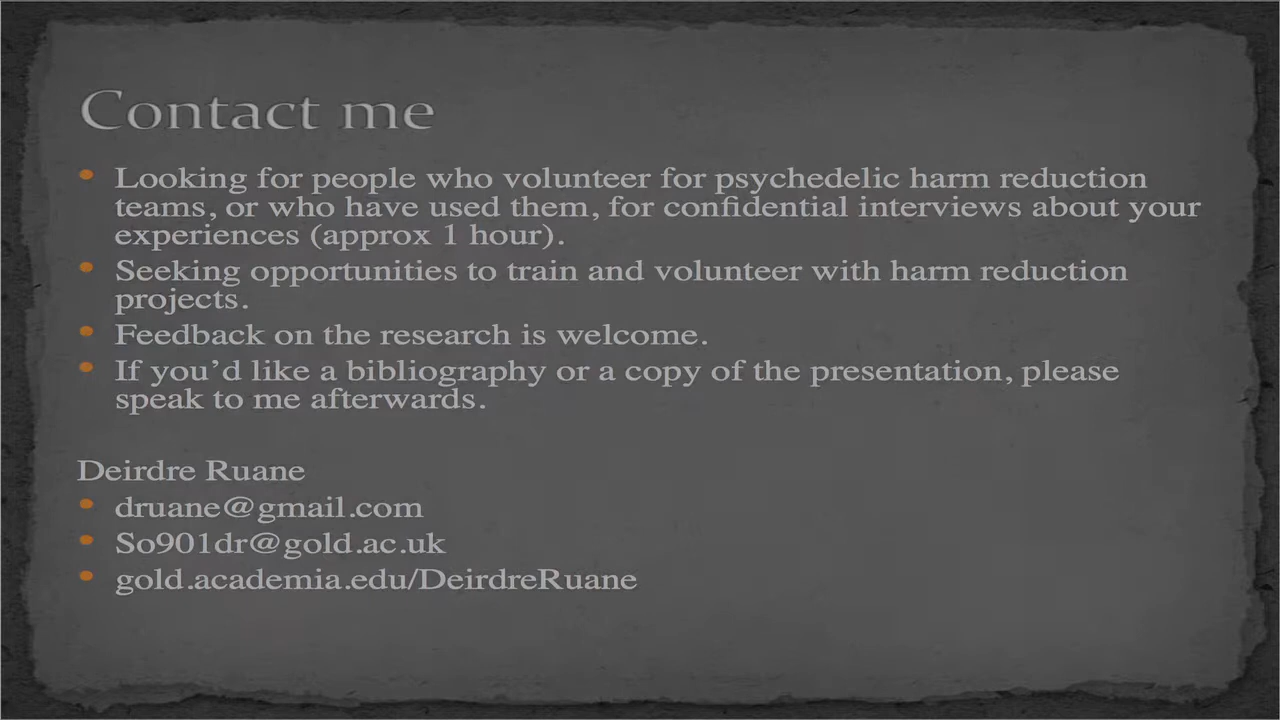 Contact me
Looking for people who volunteer for psychedelic harm reduction
teams, or who have used them, for confidential interviews about your
experiences (approx 1 hour).
Seeking opportunities to train and volunteer with harm reduction
projects.
Feedback on the research is welcome.
If you’d like a bibliography or a copy of the presentation, please
speak to me afterwards.
Deirdre Ruane
druane@gmail.com
So901dr@gold.ac.uk
gold.academia.edu/DeirdreRuane